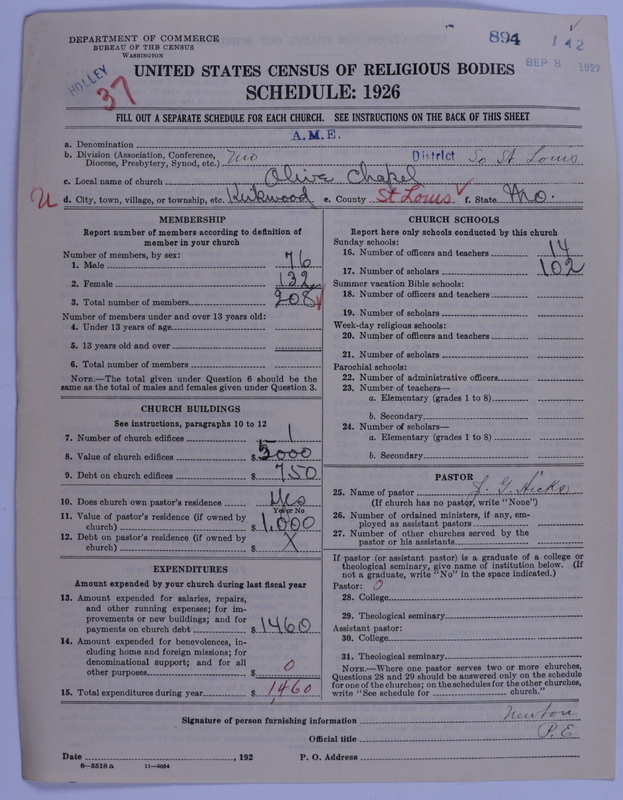 DEPARTMENT OF COMMERCE
BUREAU OF THE CENSUS
WASHINGTON
894
142
SEP 8 1927
HOLLEY
37
UNITED STATES CENSUS OF RELIGIOUS BODIES
SCHEDULE: 1926
FILL OUT A SEPARATE SCHEDULE FOR EACH CHURCH. SEE INSTRUCTIONS ON THE BACK OF THIS SHEET
a. Denomination A.M.E.
b. Division (Association, Conference, Diocese, Presbytery, Synod, etc.) Mo District So St Louis
c. Local name of church Olive Chapel
U d. City, town, village, or township, etc. Kirkwood e. County St Louis f. State Mo.
MEMBERSHIP
Report number of members according to definition of
member in your church
Number of members, by sex:
1. Male 76
2. Female 132
3. Total number of members 208
Number of members under and over 13 years old:
4. Under 13 years of age
5. 13 years old and over
6. Total number of members
NOTE.—The total given under Question 6 should be the
same as the total of males and females given under Question 3.
CHURCH BUILDINGS
See instructions, paragraphs 10 to 12
7. Number of church edifices 1
8. Value of church edifices $ 5000
9. Debt on church edifices $ 750
10. Does church own pastor's residence Yes
Yes or No
11. Value of pastor's residence (if owned by
church) $ 1,000
12. Debt on pastor's residence (if owned by
church) $ X
EXPENDITURES
Amount expended by your church during last fiscal year
13. Amount expended for salaries, repairs,
and other running expenses; for im-
provements or new buildings; and for
payments on church debt $ 1460
14. Amount expended for benevolences, in-
cluding home and foreign missions; for
denominational support; and for all
other purposes $ 0
15. Total expenditures during year $ 1460
CHURCH SCHOOLS
Report here only schools conducted by this church
Sunday schools:
16. Number of officers and teachers 14
17. Number of scholars 102
Summer vacation Bible schools:
18. Number of officers and teachers
19. Number of scholars
Week-day religious schools:
20. Number of officers and teachers
21. Number of scholars
Parochial schools:
22. Number of administrative officers
23. Number of teachers—
a. Elementary (grades 1 to 8)
b. Secondary
24. Number of scholars—
a. Elementary (grades 1 to 8)
b. Secondary
PASTOR
25. Name of pastor J. G. Hicks
(If church has no pastor, write "None")
26. Number of ordained ministers, if any, em-
ployed as assistant pastors
27. Number of other churches served by the
pastor or his assistants
If pastor (or assistant pastor) is a graduate of a college or
theological seminary, give name of institution below. (If
not a graduate, write "No" in the space indicated.)
Pastor: 0
28. College
29. Theological seminary
Assistant pastor:
30. College
31. Theological seminary
NOTE.—Where one pastor serves two or more churches,
Questions 28 and 29 should be answered only on the schedule
for one of the churches; on the schedules for the other churches,
write "See schedule for church."
Signature of person furnishing information Newton
Official title P.E
Date , 192 P. O. Address
8—5518 a 11—9084